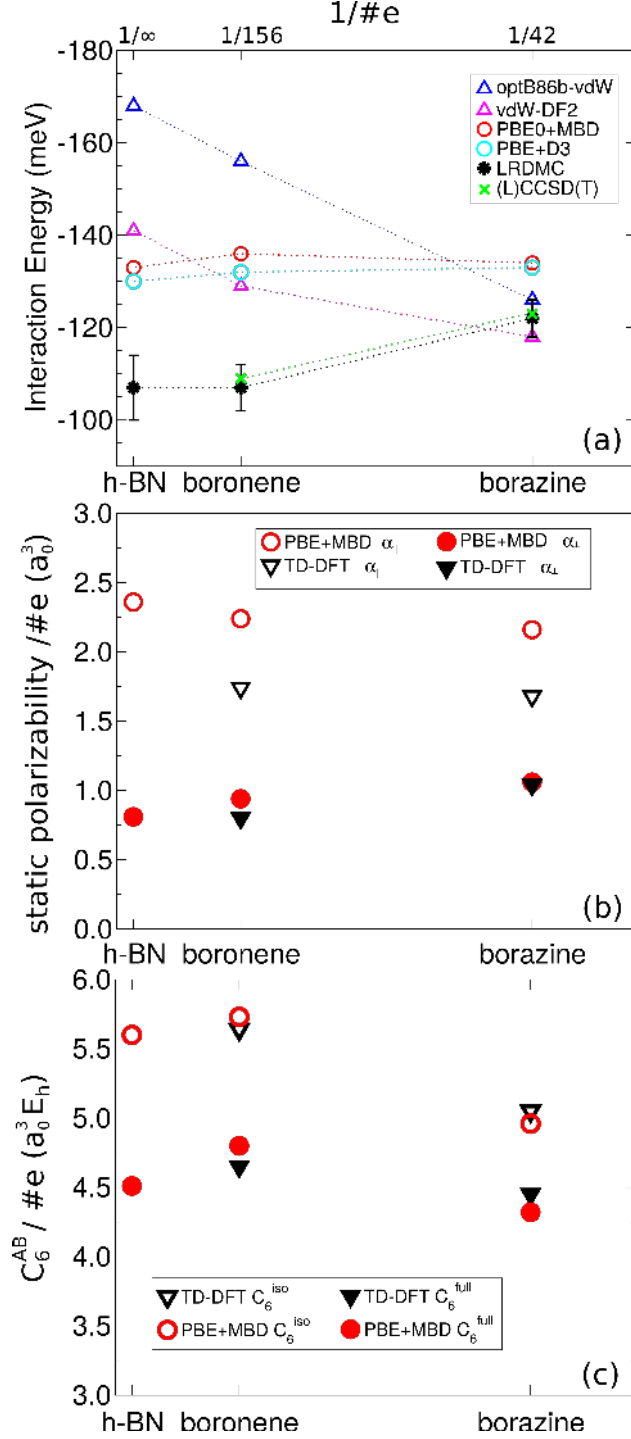 1/#e
1/∞ 1/156 1/42
Interaction Energy (meV)
-180
-160
-140
-120
-100
optB86b-vdW
vdW-DF2
PBE0+MBD
PBE+D3
LRDMC
(L)CCSD(T)
(a)
h-BN boronene borazine
static polarizability /#e (a₀³)
3.0
2.5
2.0
1.5
1.0
0.5
0.0
PBE+MBD α∥ PBE+MBD α⊥
TD-DFT α∥ TD-DFT α⊥
(b)
h-BN boronene borazine
C₆ᴬᴮ / #e (a₀³ Eₕ)
6.0
5.5
5.0
4.5
4.0
3.5
3.0
TD-DFT C₆ⁱˢᵒ TD-DFT C₆ᶠᵘˡˡ
PBE+MBD C₆ⁱˢᵒ PBE+MBD C₆ᶠᵘˡˡ
(c)
h-BN boronene borazine